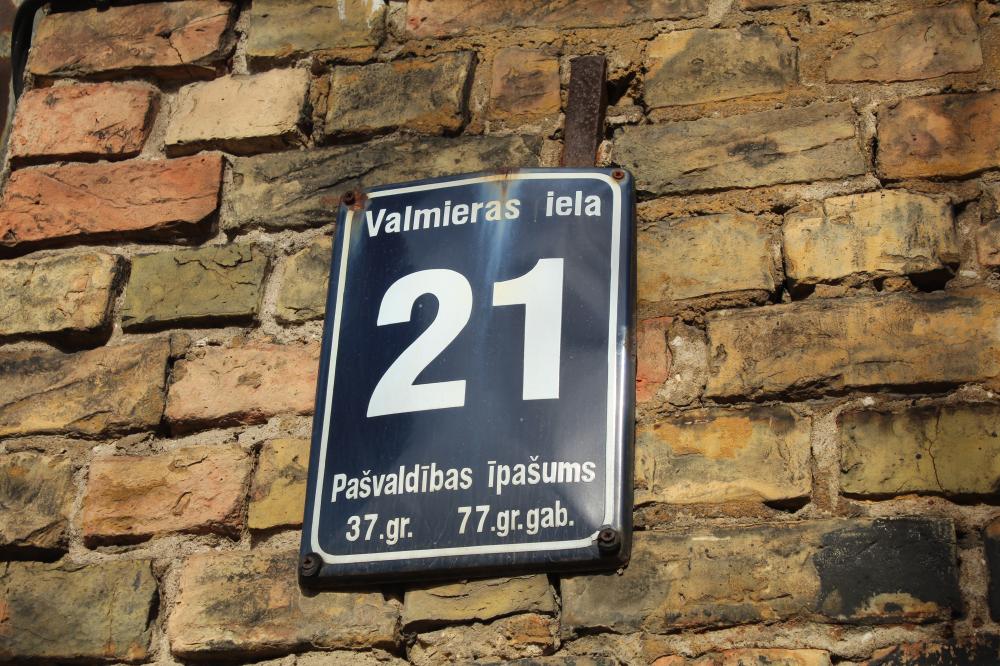 Valmieras iela
21
Pašvaldības īpašums
37.gr. 77.gr.gab.